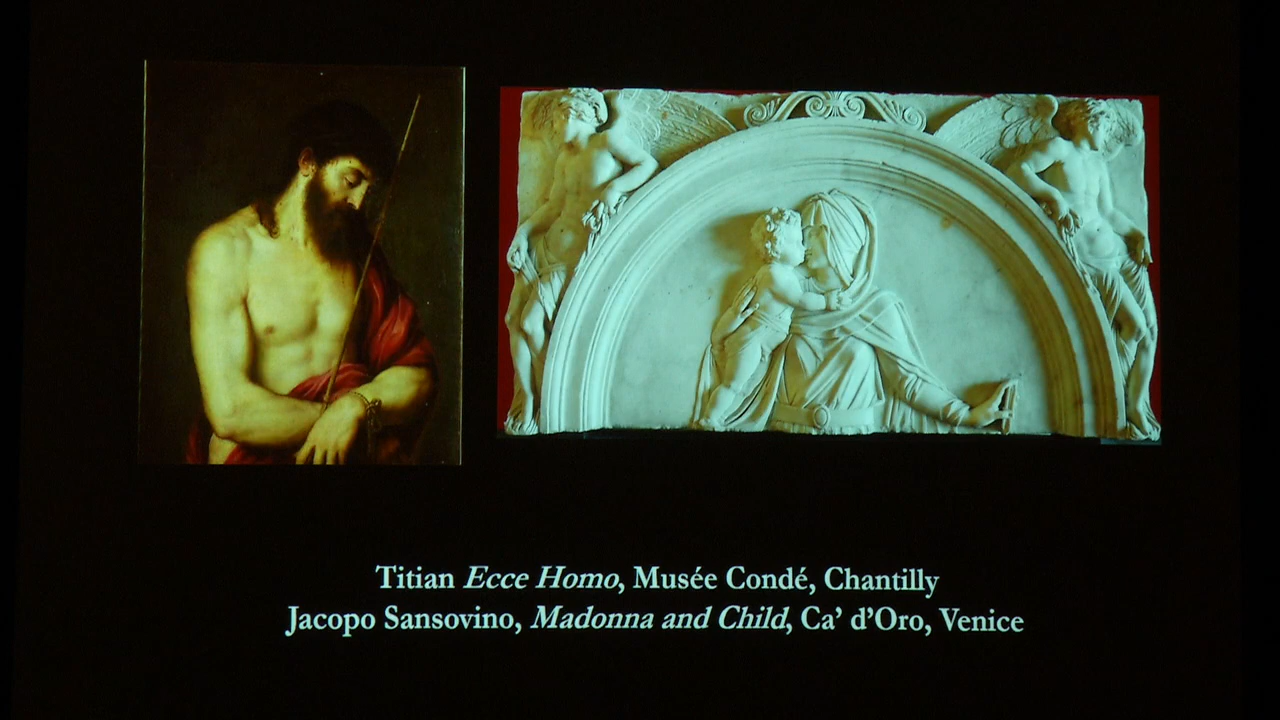 Titian Ecce Homo, Musée Condé, Chantilly
Jacopo Sansovino, Madonna and Child, Ca’ d’Oro, Venice